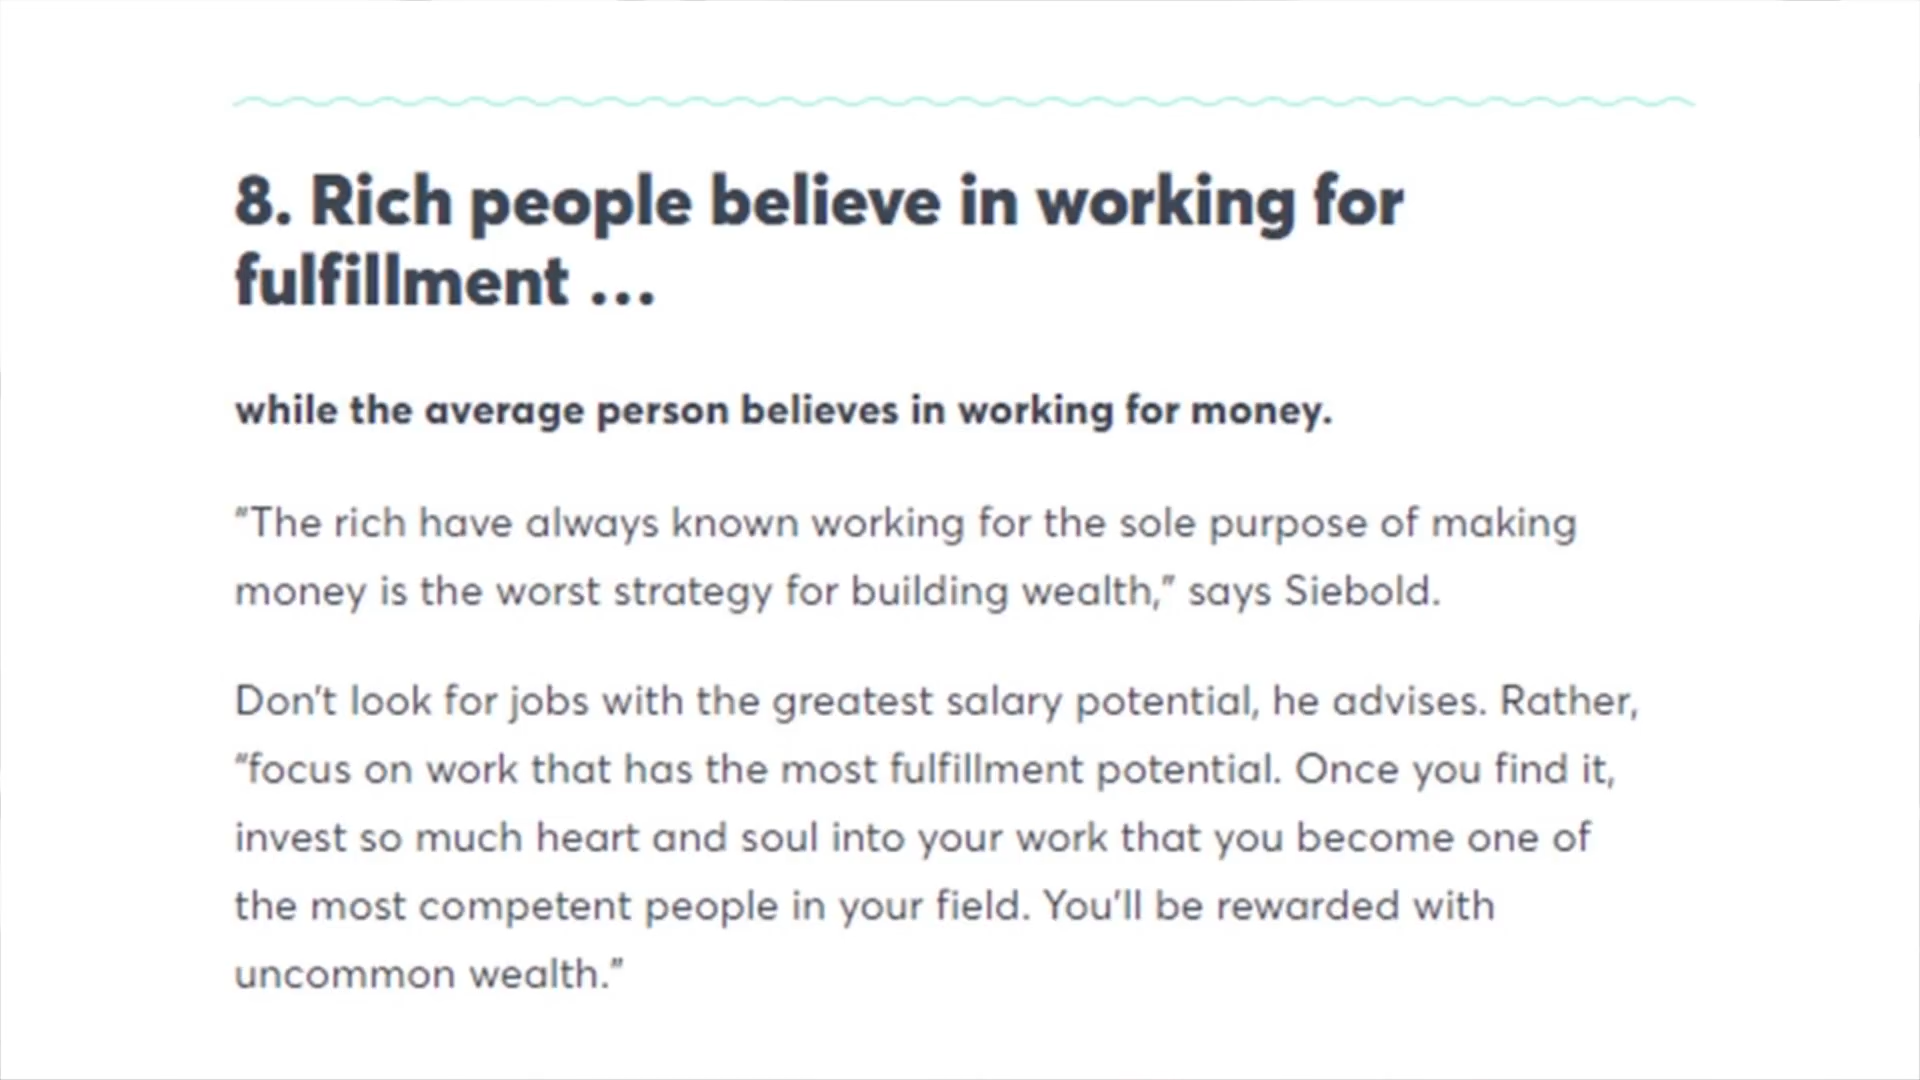 8. Rich people believe in working for
fulfillment ...
while the average person believes in working for money.
"The rich have always known working for the sole purpose of making
money is the worst strategy for building wealth," says Siebold.
Don't look for jobs with the greatest salary potential, he advises. Rather,
"focus on work that has the most fulfillment potential. Once you find it,
invest so much heart and soul into your work that you become one of
the most competent people in your field. You'll be rewarded with
uncommon wealth."